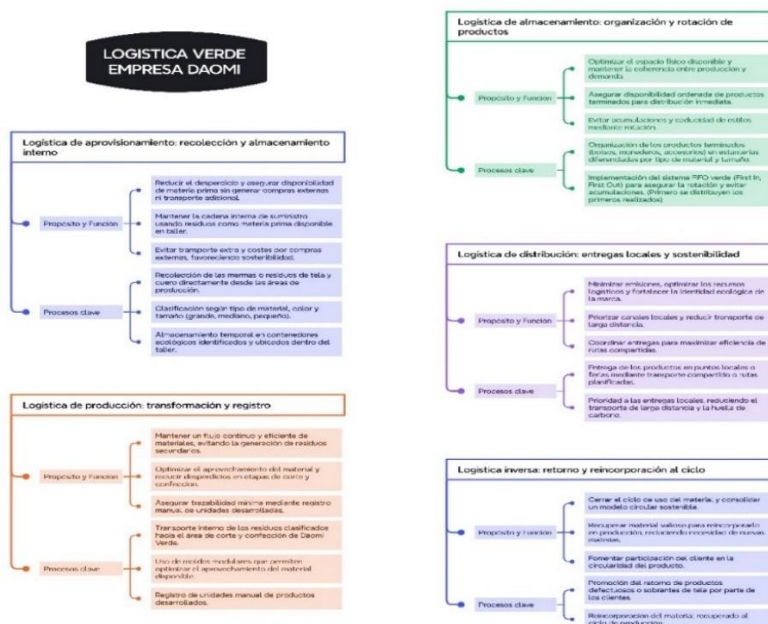 LOGISTICA VERDE
EMPRESA DAOMI
Logística de aprovisionamiento: recolección y almacenamiento
interno
Propósito y Función
Reducir el desperdicio y asegurar disponibilidad
de materia prima sin generar compras externas
ni transporte adicional.
Mantener la cadena interna de suministro
usando residuos como materia prima disponible
en taller.
Evitar transporte extra y costes por compras
externas, favoreciendo sostenibilidad.
Procesos clave
Recolección de las mermas o residuos de tela y
cuero directamente desde las áreas de
producción.
Clasificación según tipo de material, color y
tamaño (grande, mediano, pequeño).
Almacenamiento temporal en contenedores
ecológicos identificados y ubicados dentro del
taller.
Logística de producción: transformación y registro
Propósito y Función
Mantener un flujo continuo y eficiente de
materiales, evitando la generación de residuos
secundarios.
Optimizar el aprovechamiento del material y
reducir desperdicios en etapas de corte y
confección.
Asegurar trazabilidad mínima mediante registro
manual de unidades desarrolladas.
Procesos clave
Transporte interno de los residuos clasificados
hacia el área de corte y confección de Daomi
Verde.
Uso de moldes modulares que permiten
optimizar el aprovechamiento del material
disponible.
Registro de unidades manual de productos
desarrollados.
Logística de almacenamiento: organización y rotación de
productos
Propósito y Función
Optimizar el espacio físico disponible y
mantener la coherencia entre producción y
demanda.
Asegurar disponibilidad ordenada de productos
terminados para distribución inmediata.
Evitar acumulaciones y caducidad de estilos
mediante rotación.
Procesos clave
Organización de los productos terminados
(bolsos, monederos, accesorios) en estanterías
diferenciadas por tipo de material y tamaño.
Implementación del sistema FIFO verde (First In,
First Out) para asegurar la rotación y evitar
acumulaciones. (Primero se distribuyen los
primeros realizados)
Logística de distribución: entregas locales y sostenibilidad
Propósito y Función
Minimizar emisiones, optimizar los recursos
logísticos y fortalecer la identidad ecológica de
la marca.
Priorizar canales locales y reducir transporte de
larga distancia.
Coordinar entregas para maximizar eficiencia de
rutas compartidas.
Procesos clave
Entrega de los productos en puntos locales o
ferias mediante transporte compartido o rutas
planificadas.
Prioridad a las entregas locales, reduciendo el
transporte de larga distancia y la huella de
carbono.
Logística inversa: retorno y reincorporación al ciclo
Propósito y Función
Cerrar el ciclo de uso del material, y consolidar
un modelo circular sostenible.
Recuperar material valioso para reincorporarlo
en producción, reduciendo necesidad de nuevas
materias.
Fomentar participación del cliente en la
circularidad del producto.
Procesos clave
Promoción del retorno de productos
defectuosos o sobrantes de tela por parte de
los clientes.
Reincorporación del material recuperado al
ciclo de producción.